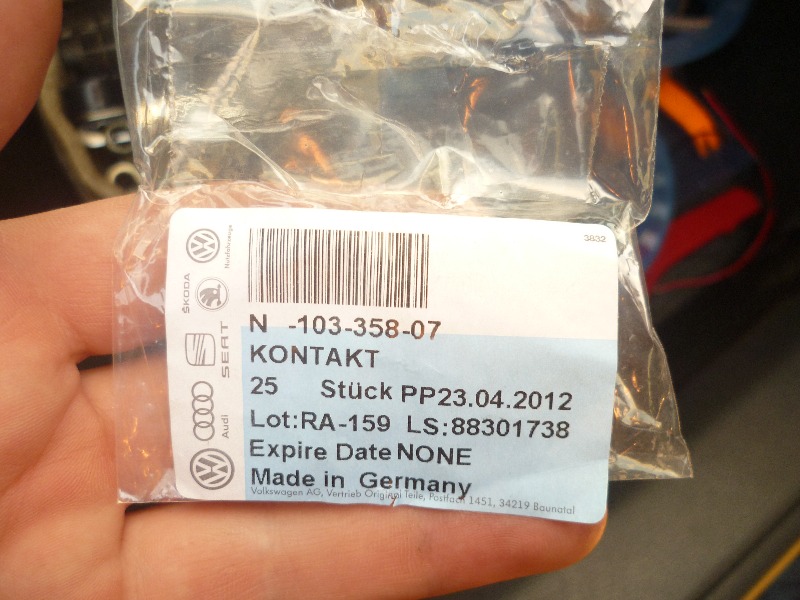 3832
N -103-358-07
KONTAKT
25 Stück PP23.04.2012
Lot:RA-159 LS:88301738
Expire Date NONE
Made in Germany
Volkswagen AG, Vertrieb Original Teile, Postfach 1451, 34219 Baunatal
Nutzfahrzeuge
ŠKODA
SEAT
Audi